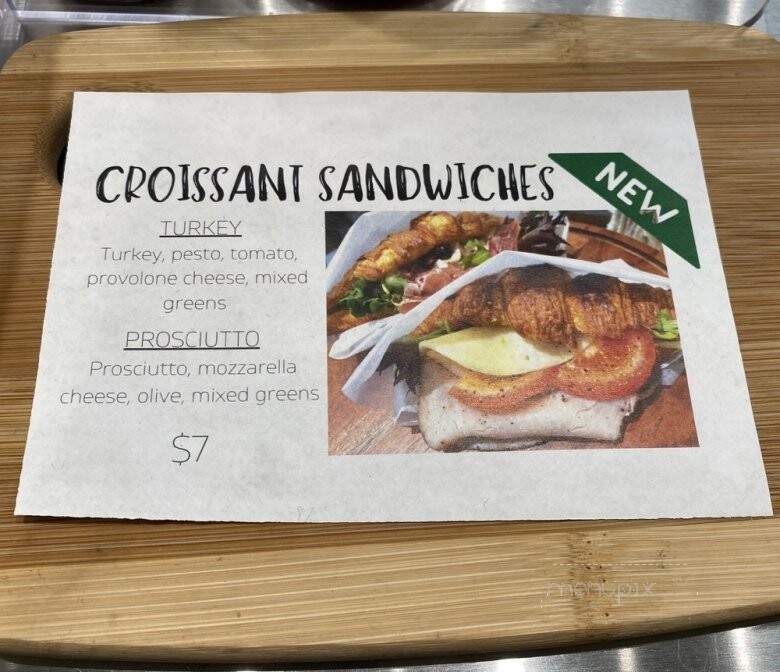 CROISSANT SANDWICHES
NEW
TURKEY
Turkey, pesto, tomato,
provolone cheese, mixed
greens
PROSCIUTTO
Prosciutto, mozzarella
cheese, olive, mixed greens
$7
menupix